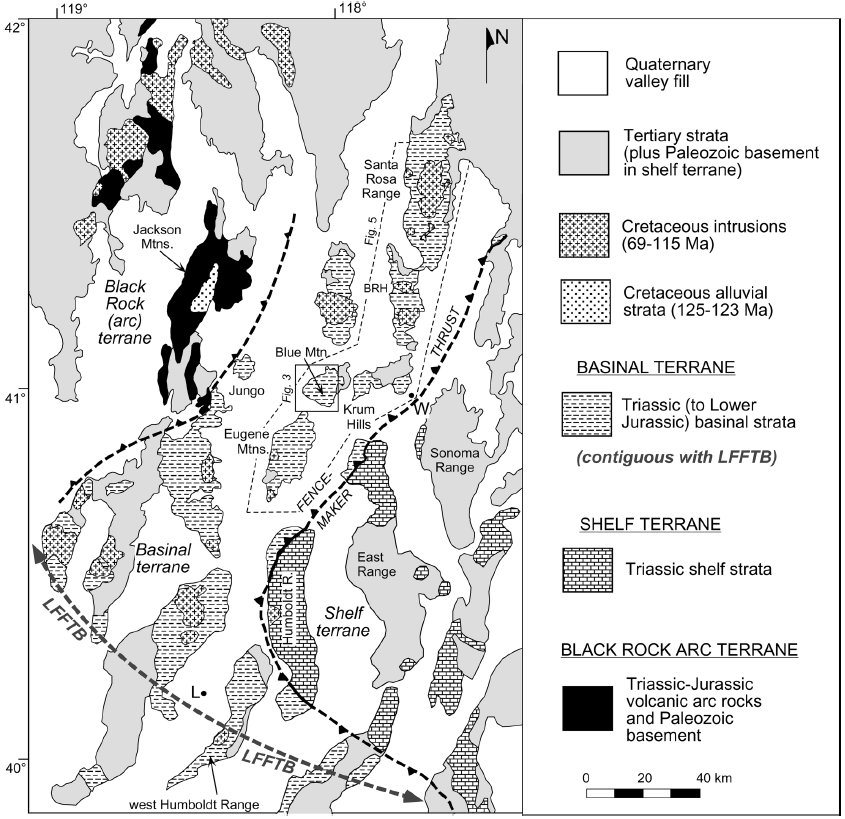 119°
118°
42°
N
Santa
Rosa
Range
Fig. 5
Jackson
Mtns.
Black
Rock
(arc)
terrane
BRH
THRUST
Blue Mtn.
Fig. 3
Jungo
41°
W
Krum
Hills
Eugene
Mtns.
Sonoma
Range
FENCE-
MAKER
Basinal
terrane
East
Range
Humboldt R.
Shelf
terrane
LFFTB
L
40°
LFFTB
west Humboldt Range
Quaternary
valley fill
Tertiary strata
(plus Paleozoic basement
in shelf terrane)
Cretaceous intrusions
(69-115 Ma)
Cretaceous alluvial
strata (125-123 Ma)
BASINAL TERRANE
Triassic (to Lower
Jurassic) basinal strata
(contiguous with LFFTB)
SHELF TERRANE
Triassic shelf strata
BLACK ROCK ARC TERRANE
Triassic-Jurassic
volcanic arc rocks
and Paleozoic
basement
0 20 40 km